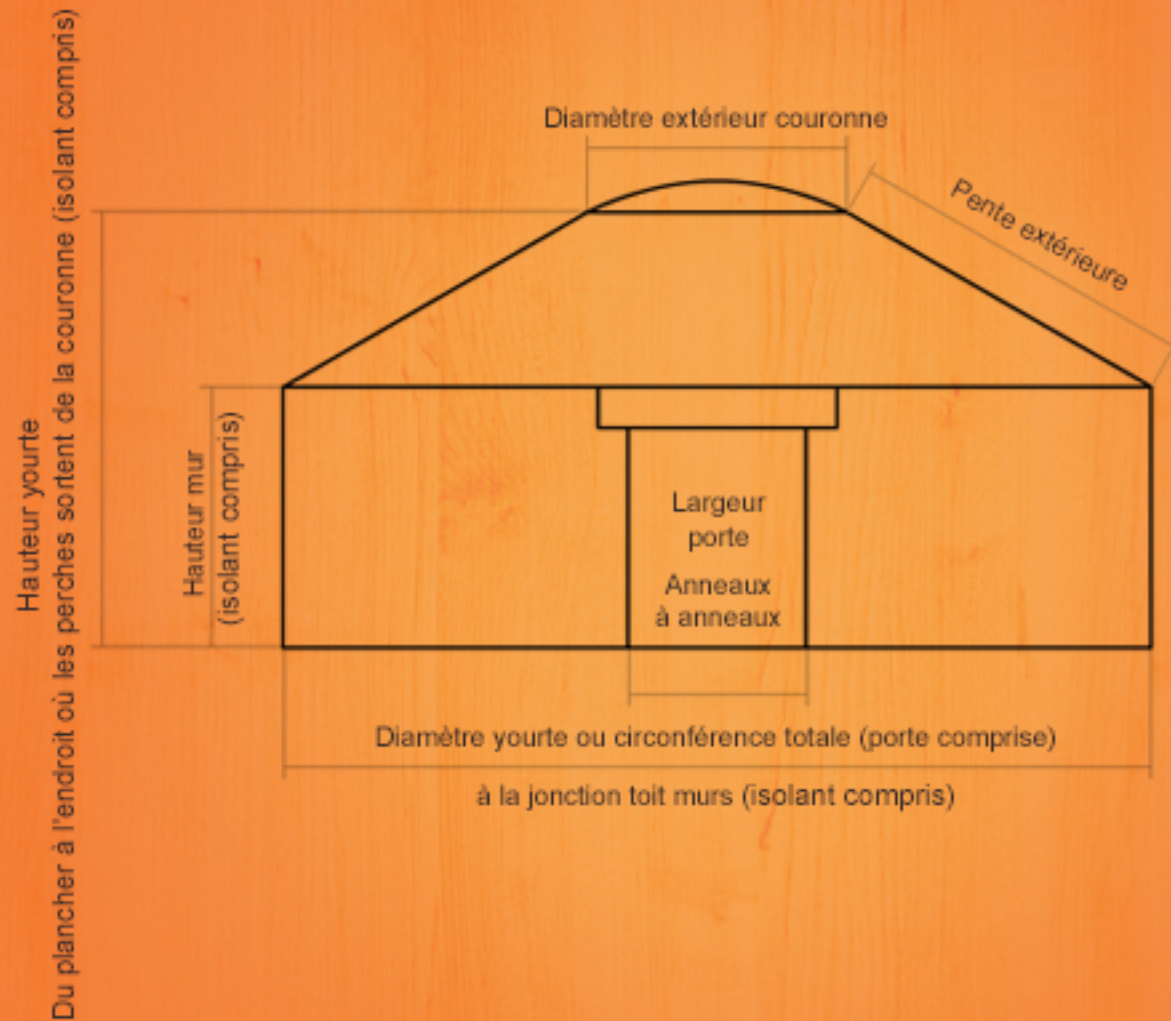 Diamètre extérieur couronne
Pente extérieure
Hauteur yourte
Du plancher à l'endroit où les perches sortent de la couronne (isolant compris)
Hauteur mur
(isolant compris)
Largeur
porte
Anneaux
à anneaux
Diamètre yourte ou circonférence totale (porte comprise)
à la jonction toit murs (isolant compris)